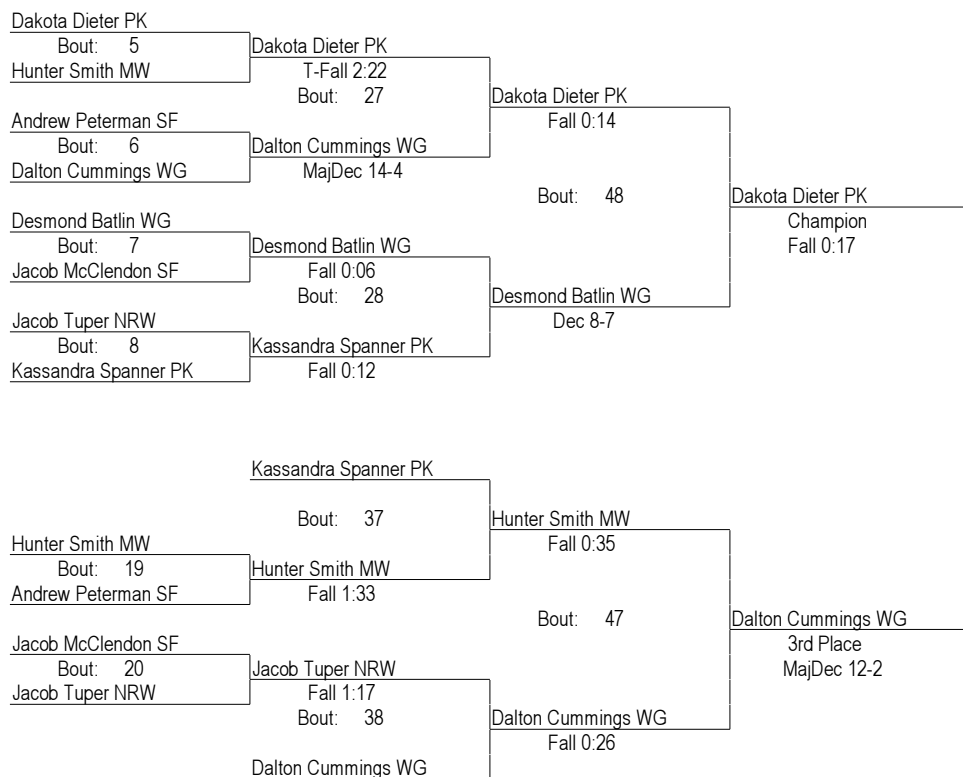 Dakota Dieter PK
Bout: 5
Dakota Dieter PK
Hunter Smith MW
T-Fall 2:22
Bout: 27
Dakota Dieter PK
Andrew Peterman SF
Fall 0:14
Bout: 6
Dalton Cummings WG
Dalton Cummings WG
MajDec 14-4
Bout: 48
Dakota Dieter PK
Desmond Batlin WG
Champion
Bout: 7
Desmond Batlin WG
Fall 0:17
Jacob McClendon SF
Fall 0:06
Bout: 28
Desmond Batlin WG
Jacob Tuper NRW
Dec 8-7
Bout: 8
Kassandra Spanner PK
Kassandra Spanner PK
Fall 0:12
Kassandra Spanner PK
Bout: 37
Hunter Smith MW
Hunter Smith MW
Fall 0:35
Bout: 19
Hunter Smith MW
Andrew Peterman SF
Fall 1:33
Bout: 47
Dalton Cummings WG
Jacob McClendon SF
3rd Place
Bout: 20
Jacob Tuper NRW
MajDec 12-2
Jacob Tuper NRW
Fall 1:17
Bout: 38
Dalton Cummings WG
Fall 0:26
Dalton Cummings WG